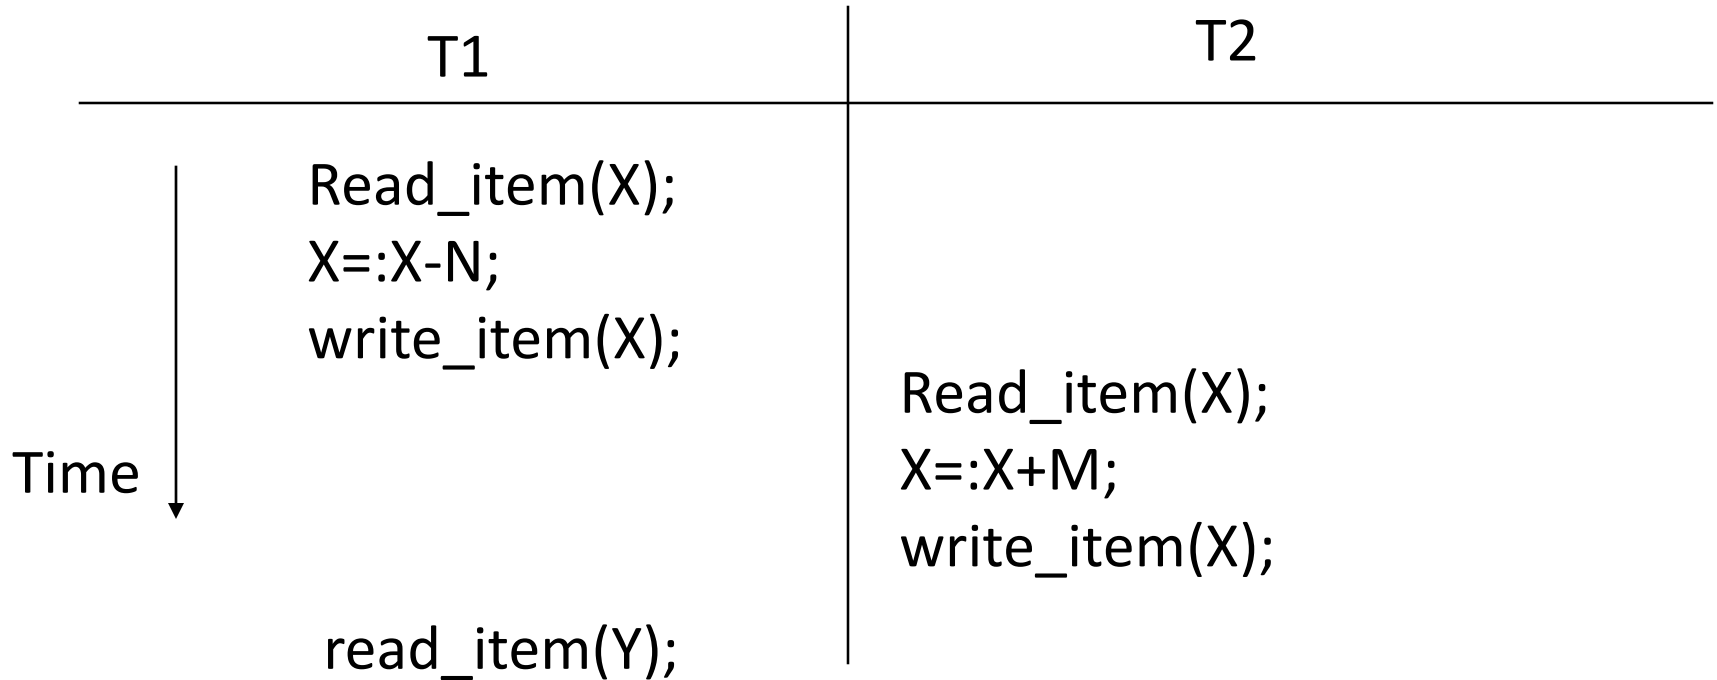 T1
T2
Read_item(X);
X=:X-N;
write_item(X);
Read_item(X);
Time
X=:X+M;
write_item(X);
read_item(Y);